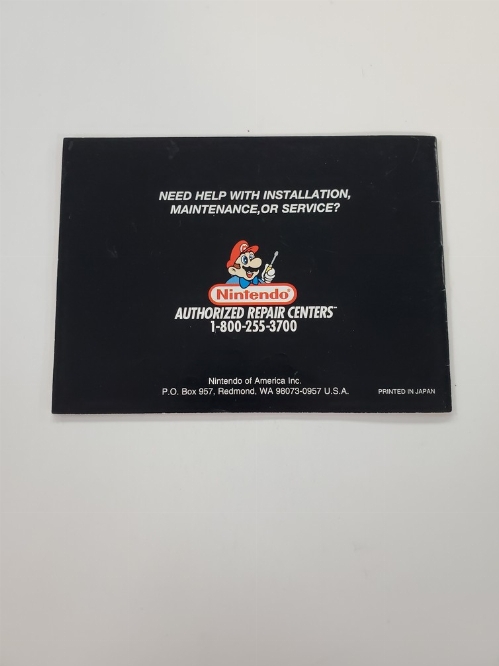 NEED HELP WITH INSTALLATION,
MAINTENANCE,OR SERVICE?
Nintendo®
AUTHORIZED REPAIR CENTERS™
1-800-255-3700
Nintendo of America Inc.
P.O. Box 957, Redmond, WA 98073-0957 U.S.A.
PRINTED IN JAPAN